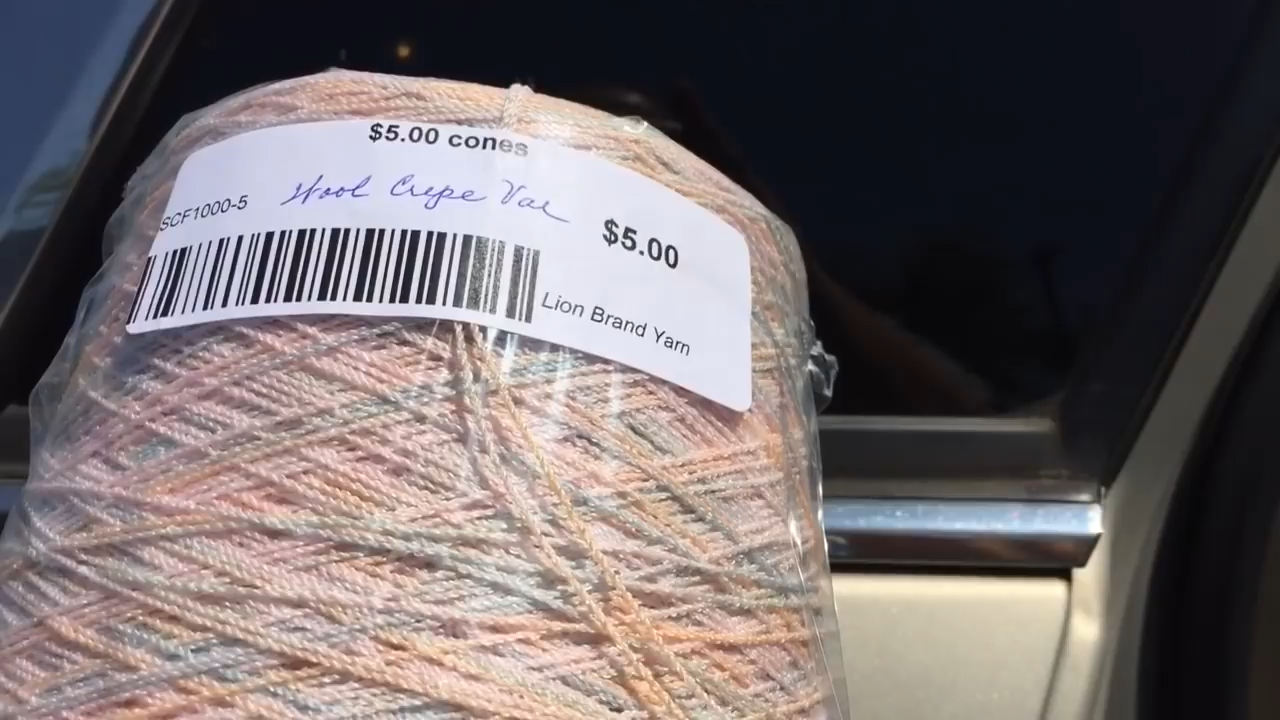 $5.00 cones
Wool Crepe Var
SCF1000-5
$5.00
Lion Brand Yarn